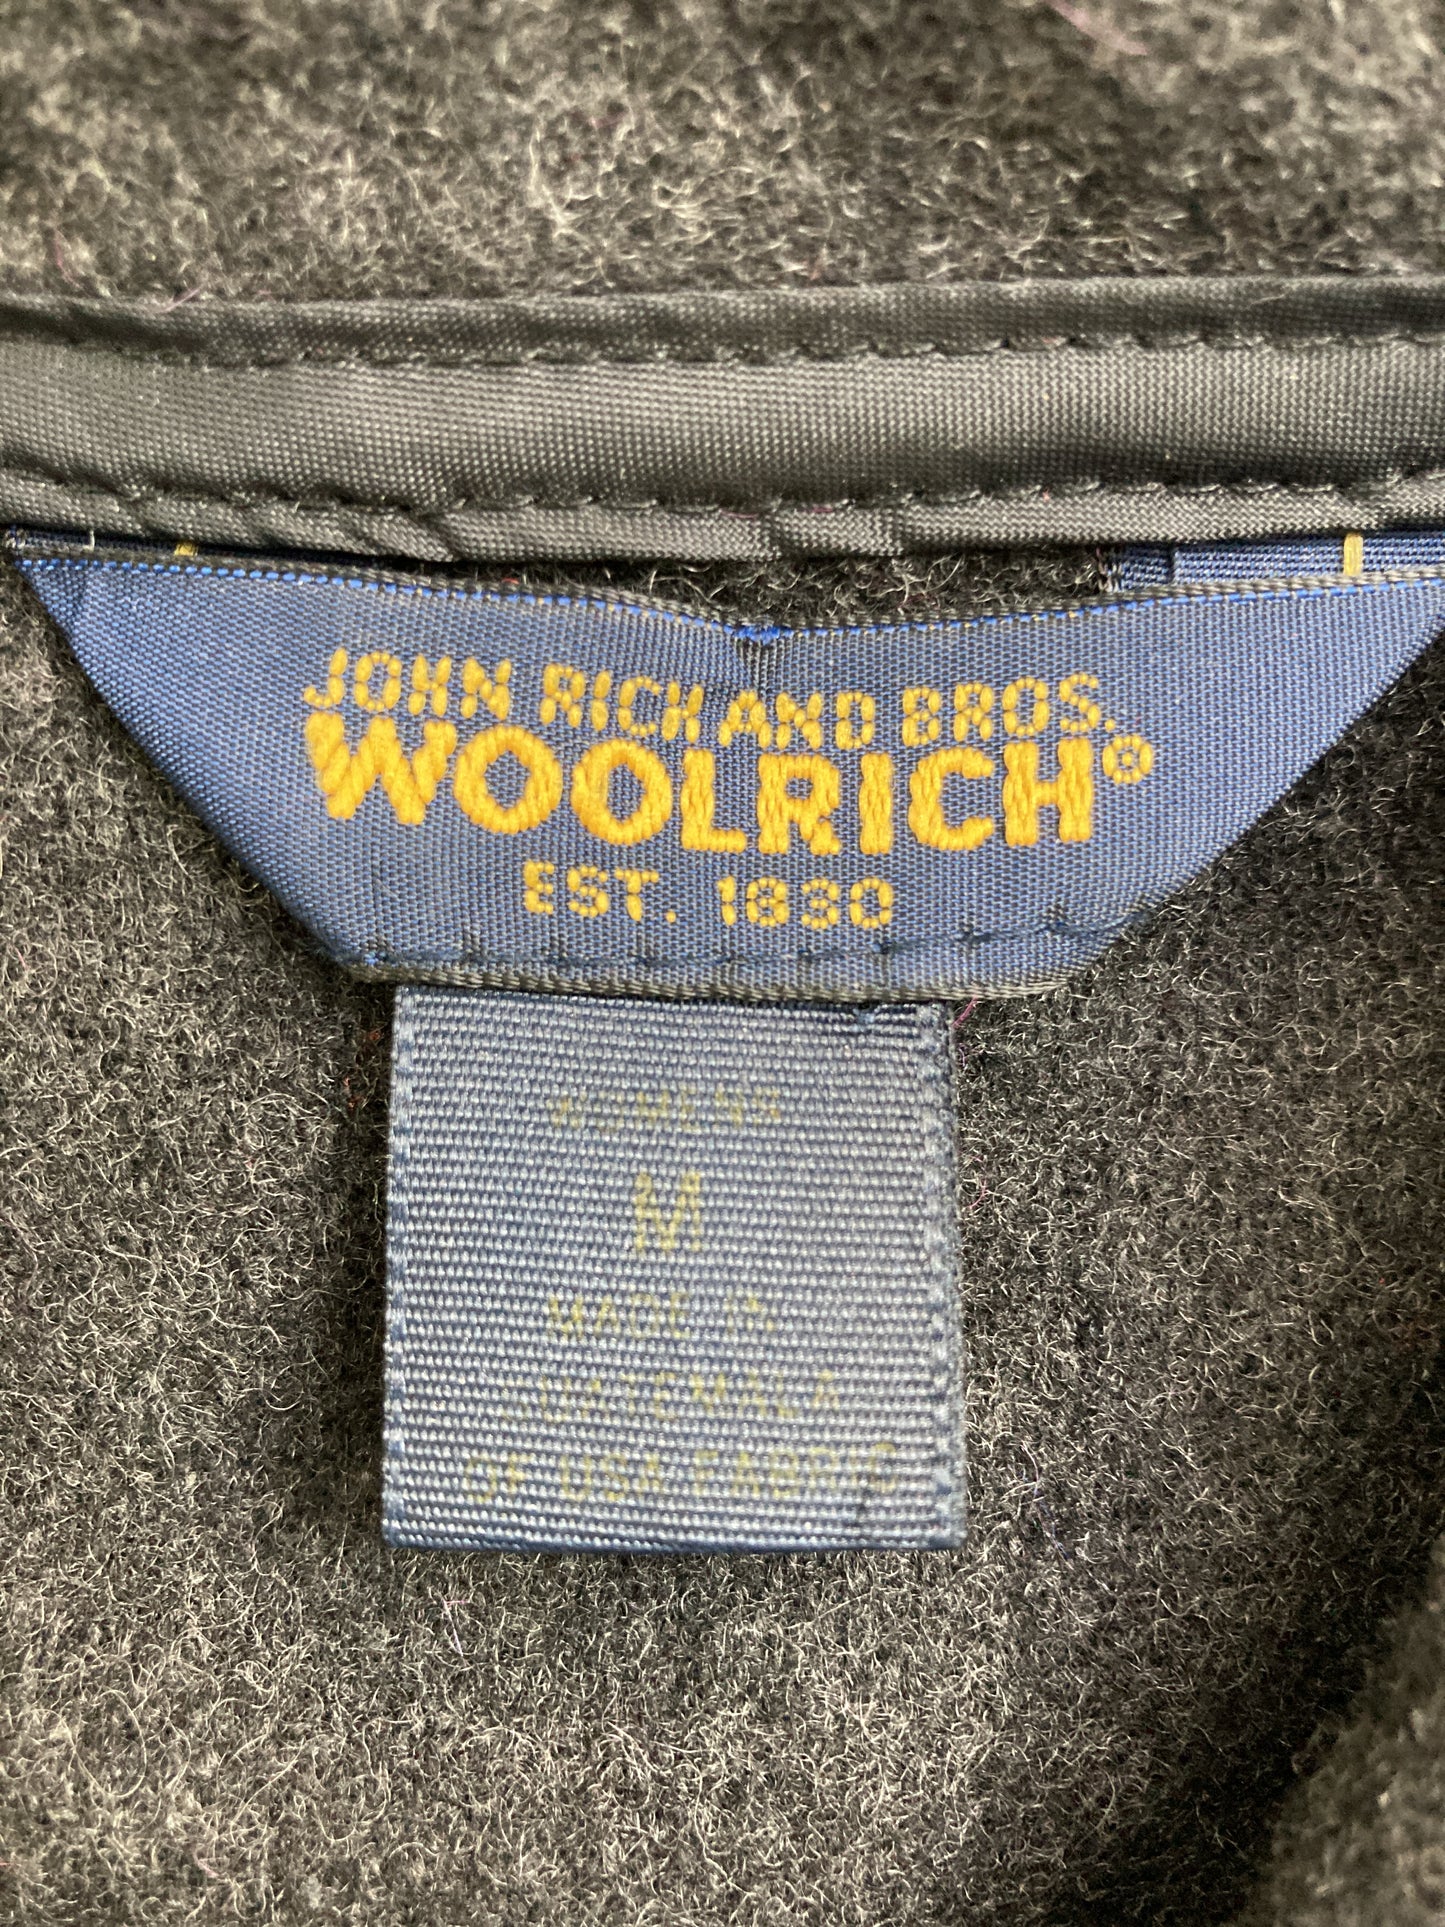 JOHN RICH AND BROS.
WOOLRICH®
EST. 1830
WOMENS
M
MADE IN
GUATEMALA
OF USA FABRIC